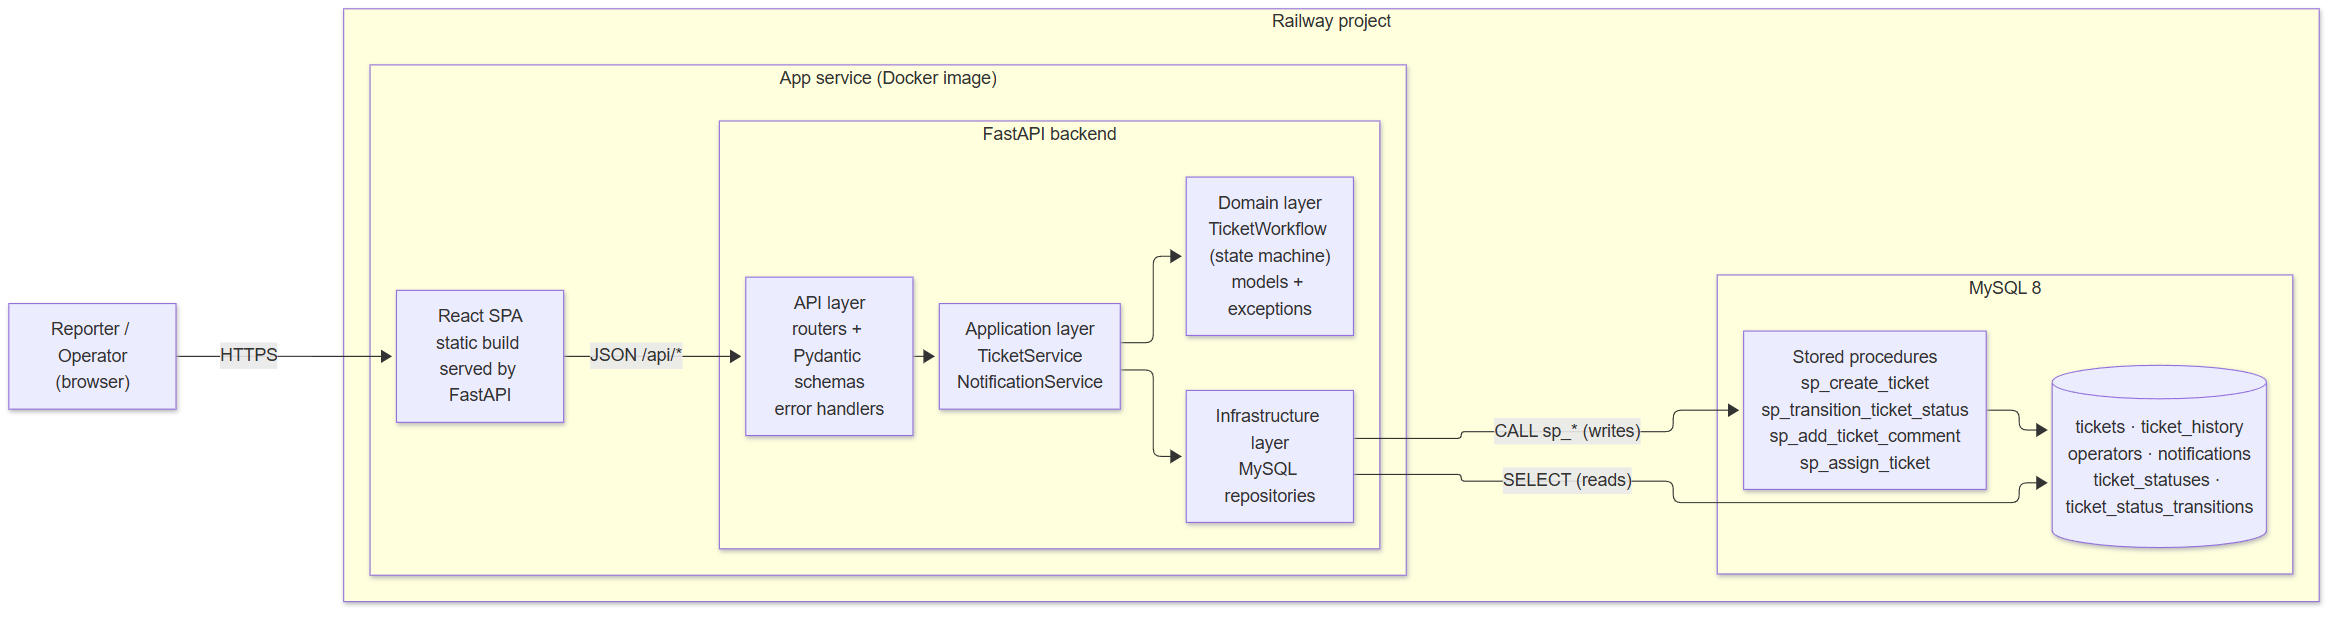 Railway project
App service (Docker image)
FastAPI backend
Reporter /
Operator
(browser)
HTTPS
React SPA
static build
served by
FastAPI
JSON /api/*
API layer
routers +
Pydantic
schemas
error handlers
Application layer
TicketService
NotificationService
Domain layer
TicketWorkflow
(state machine)
models +
exceptions
Infrastructure
layer
MySQL
repositories
CALL sp_* (writes)
SELECT (reads)
MySQL 8
Stored procedures
sp_create_ticket
sp_transition_ticket_status
sp_add_ticket_comment
sp_assign_ticket
tickets · ticket_history
operators · notifications
ticket_statuses ·
ticket_status_transitions